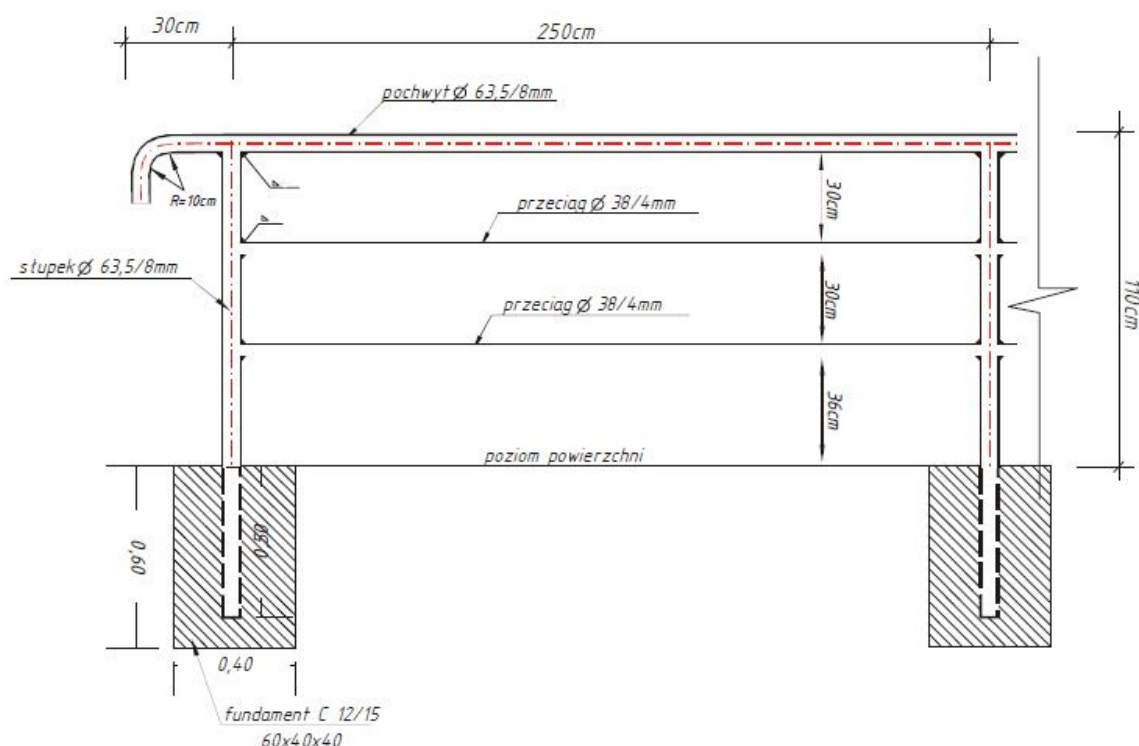 30cm
250cm
pochwyt Ø 63,5/8mm
R=10cm
30cm
przeciąg Ø 38/4mm
słupek Ø 63,5/8mm
30cm
przeciąg Ø 38/4mm
110cm
36cm
poziom powierzchni
0,50
0,60
0,40
fundament C 12/15
60x40x40